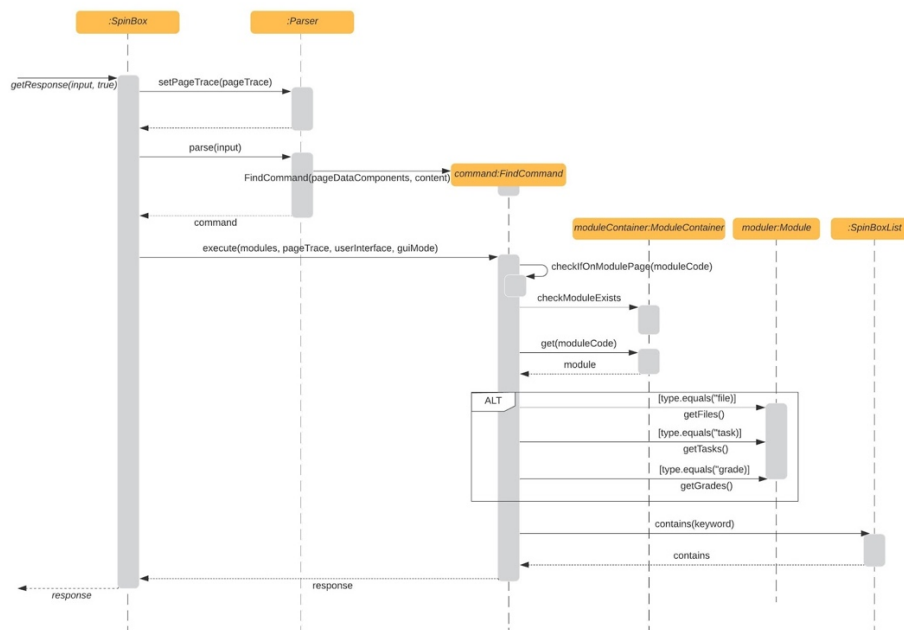 :SpinBox
:Parser
getResponse(input, true)
setPageTrace(pageTrace)
parse(input)
FindCommand(pageDataComponents, content)
command:FindCommand
command
moduleContainer:ModuleContainer
moduler:Module
:SpinBoxList
execute(modules, pageTrace, userInterface, guiMode)
checkIfOnModulePage(moduleCode)
checkModuleExists
get(moduleCode)
module
ALT
[type.equals("file)]
getFiles()
[type.equals("task)]
getTasks()
[type.equals("grade)]
getGrades()
contains(keyword)
contains
response
response